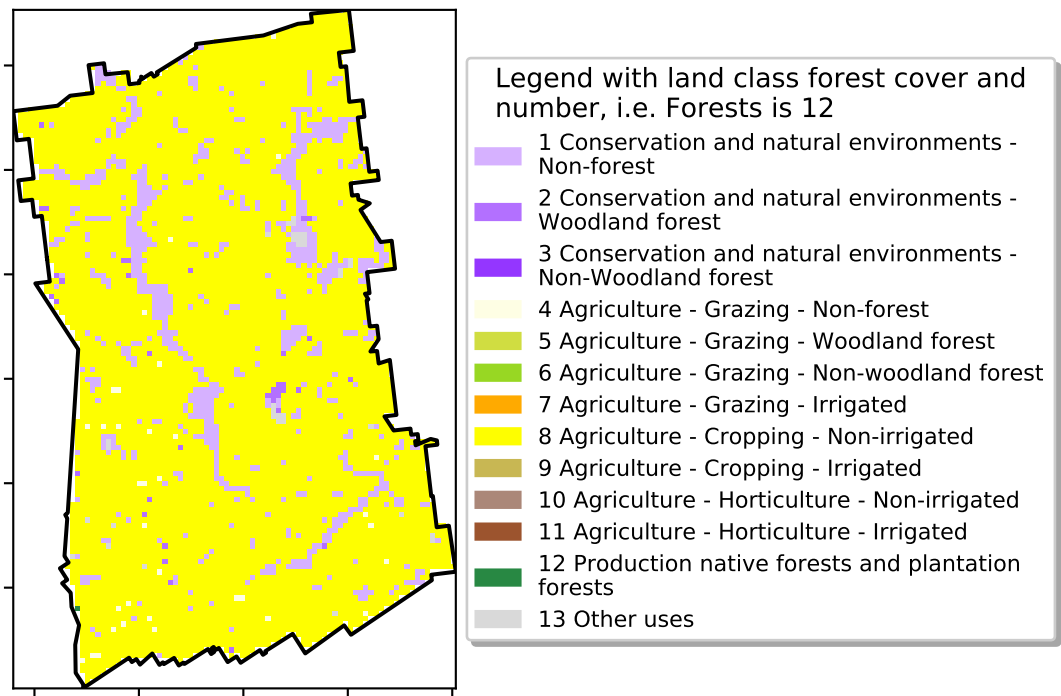 Legend with land class forest cover and
number, i.e. Forests is 12
1 Conservation and natural environments -
Non-forest
2 Conservation and natural environments -
Woodland forest
3 Conservation and natural environments -
Non-Woodland forest
4 Agriculture - Grazing - Non-forest
5 Agriculture - Grazing - Woodland forest
6 Agriculture - Grazing - Non-woodland forest
7 Agriculture - Grazing - Irrigated
8 Agriculture - Cropping - Non-irrigated
9 Agriculture - Cropping - Irrigated
10 Agriculture - Horticulture - Non-irrigated
11 Agriculture - Horticulture - Irrigated
12 Production native forests and plantation
forests
13 Other uses